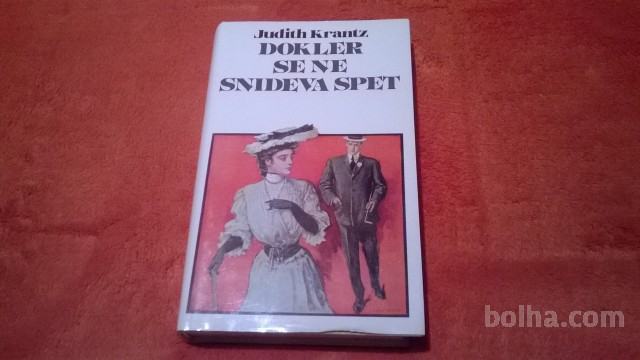 Judith Krantz
DOKLER
SE NE
SNIDEVA SPET
bolha.com